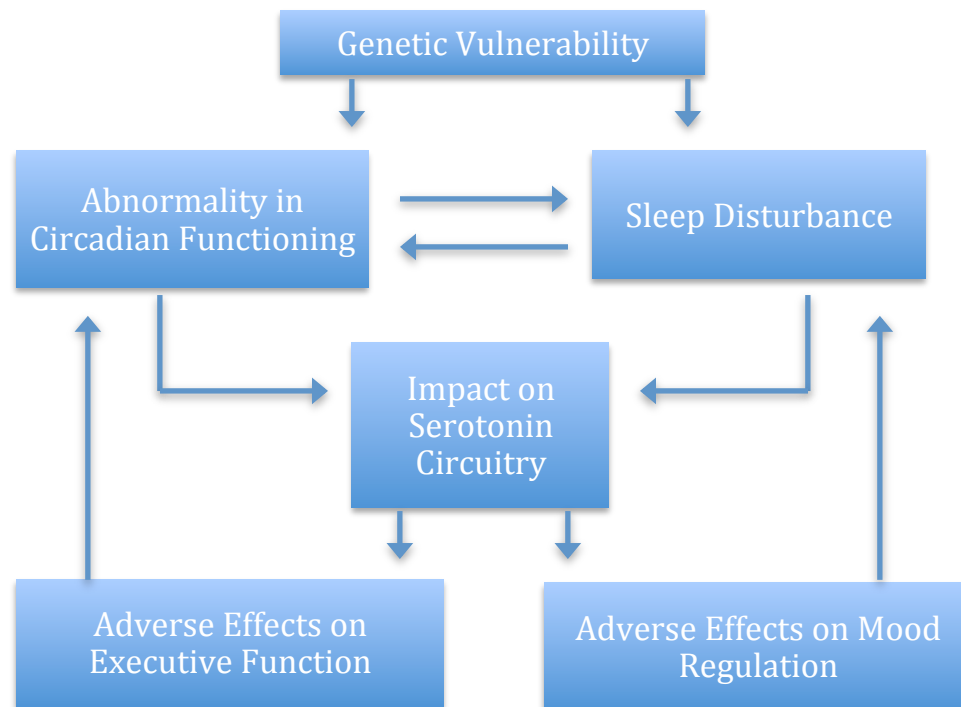 Genetic Vulnerability
Abnormality in
Circadian Functioning
Sleep Disturbance
Impact on
Serotonin
Circuitry
Adverse Effects on
Executive Function
Adverse Effects on Mood
Regulation